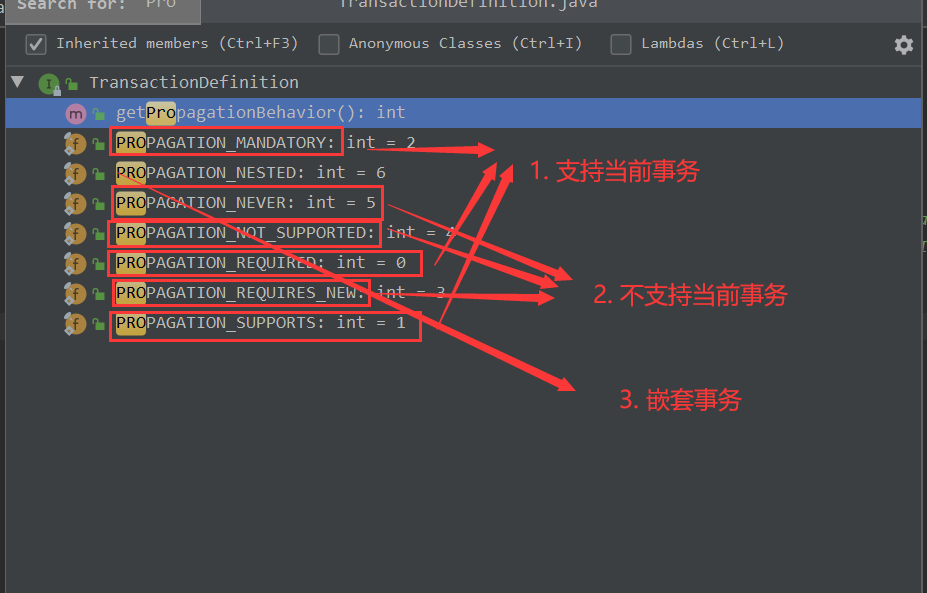 Search for: Pro
TransactionDefinition.java
Inherited members (Ctrl+F3) Anonymous Classes (Ctrl+I) Lambdas (Ctrl+L)
TransactionDefinition
getPropagationBehavior(): int
PROPAGATION_MANDATORY: int = 2
PROPAGATION_NESTED: int = 6
1. 支持当前事务
PROPAGATION_NEVER: int = 5
PROPAGATION_NOT_SUPPORTED: int = 4
PROPAGATION_REQUIRED: int = 0
PROPAGATION_REQUIRES_NEW: int = 3
2. 不支持当前事务
PROPAGATION_SUPPORTS: int = 1
3. 嵌套事务